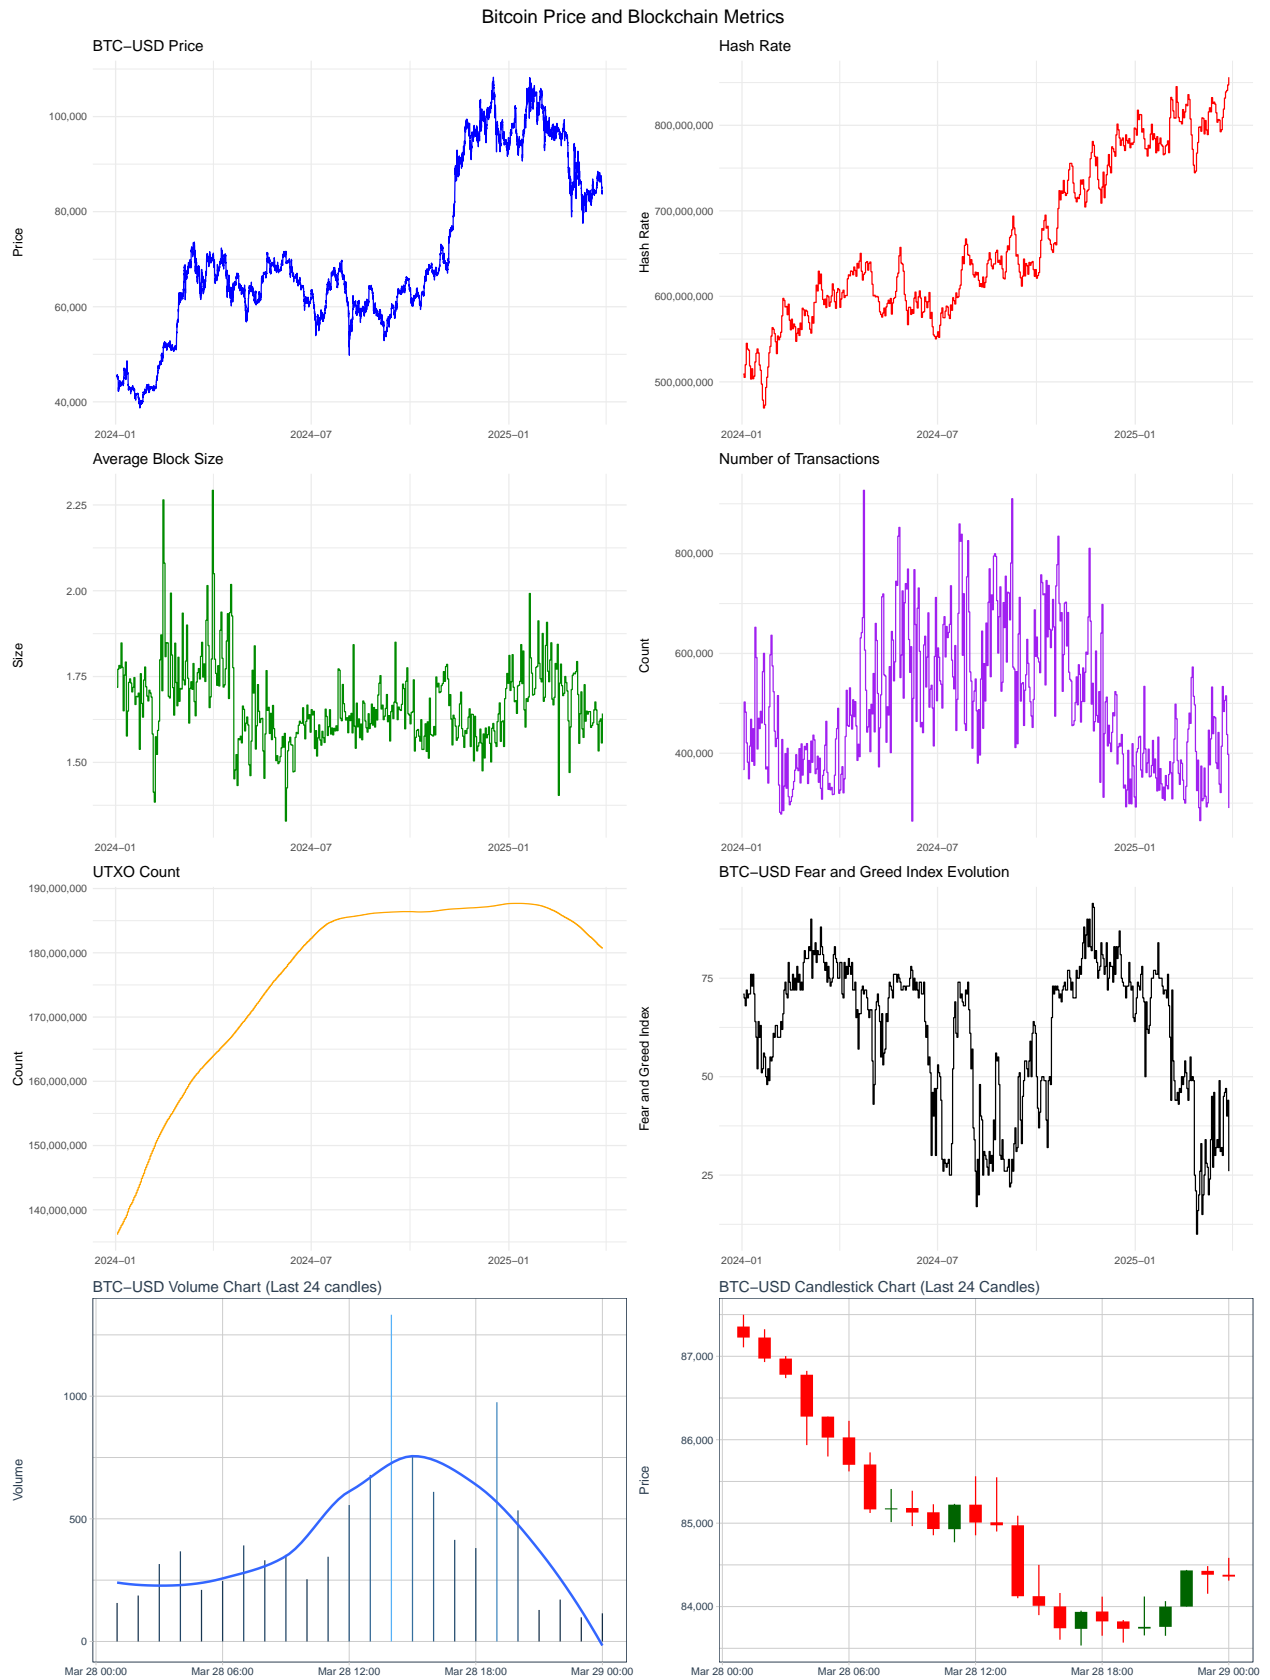 Bitcoin Price and Blockchain Metrics
BTC−USD Price
Price
100,000
80,000
60,000
40,000
2024−01
2024−07
2025−01
Hash Rate
Hash Rate
800,000,000
700,000,000
600,000,000
500,000,000
2024−01
2024−07
2025−01
Average Block Size
Size
2.25
2.00
1.75
1.50
2024−01
2024−07
2025−01
Number of Transactions
Count
800,000
600,000
400,000
2024−01
2024−07
2025−01
UTXO Count
Count
190,000,000
180,000,000
170,000,000
160,000,000
150,000,000
140,000,000
2024−01
2024−07
2025−01
BTC−USD Fear and Greed Index Evolution
Fear and Greed Index
75
50
25
2024−01
2024−07
2025−01
BTC−USD Volume Chart (Last 24 candles)
Volume
1000
500
0
Mar 28 00:00
Mar 28 06:00
Mar 28 12:00
Mar 28 18:00
Mar 29 00:00
BTC−USD Candlestick Chart (Last 24 Candles)
Price
87,000
86,000
85,000
84,000
Mar 28 00:00
Mar 28 06:00
Mar 28 12:00
Mar 28 18:00
Mar 29 00:00